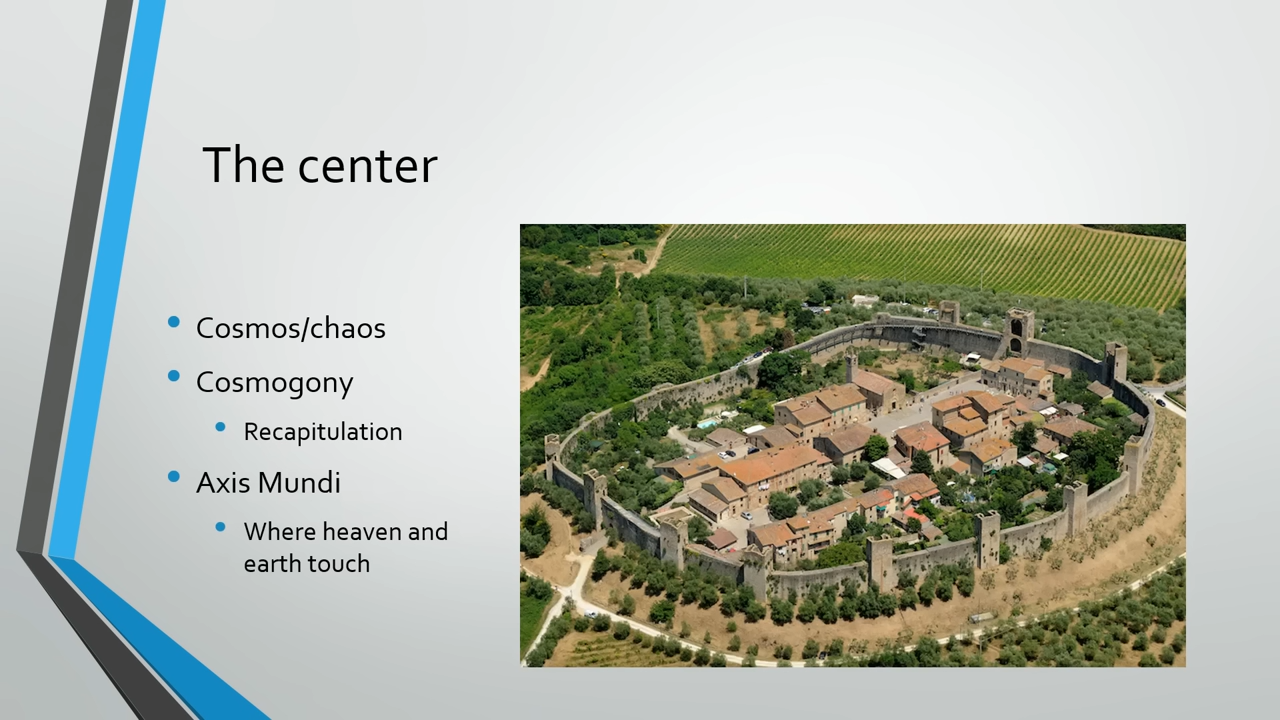 The center
Cosmos/chaos
Cosmogony
Recapitulation
Axis Mundi
Where heaven and
earth touch